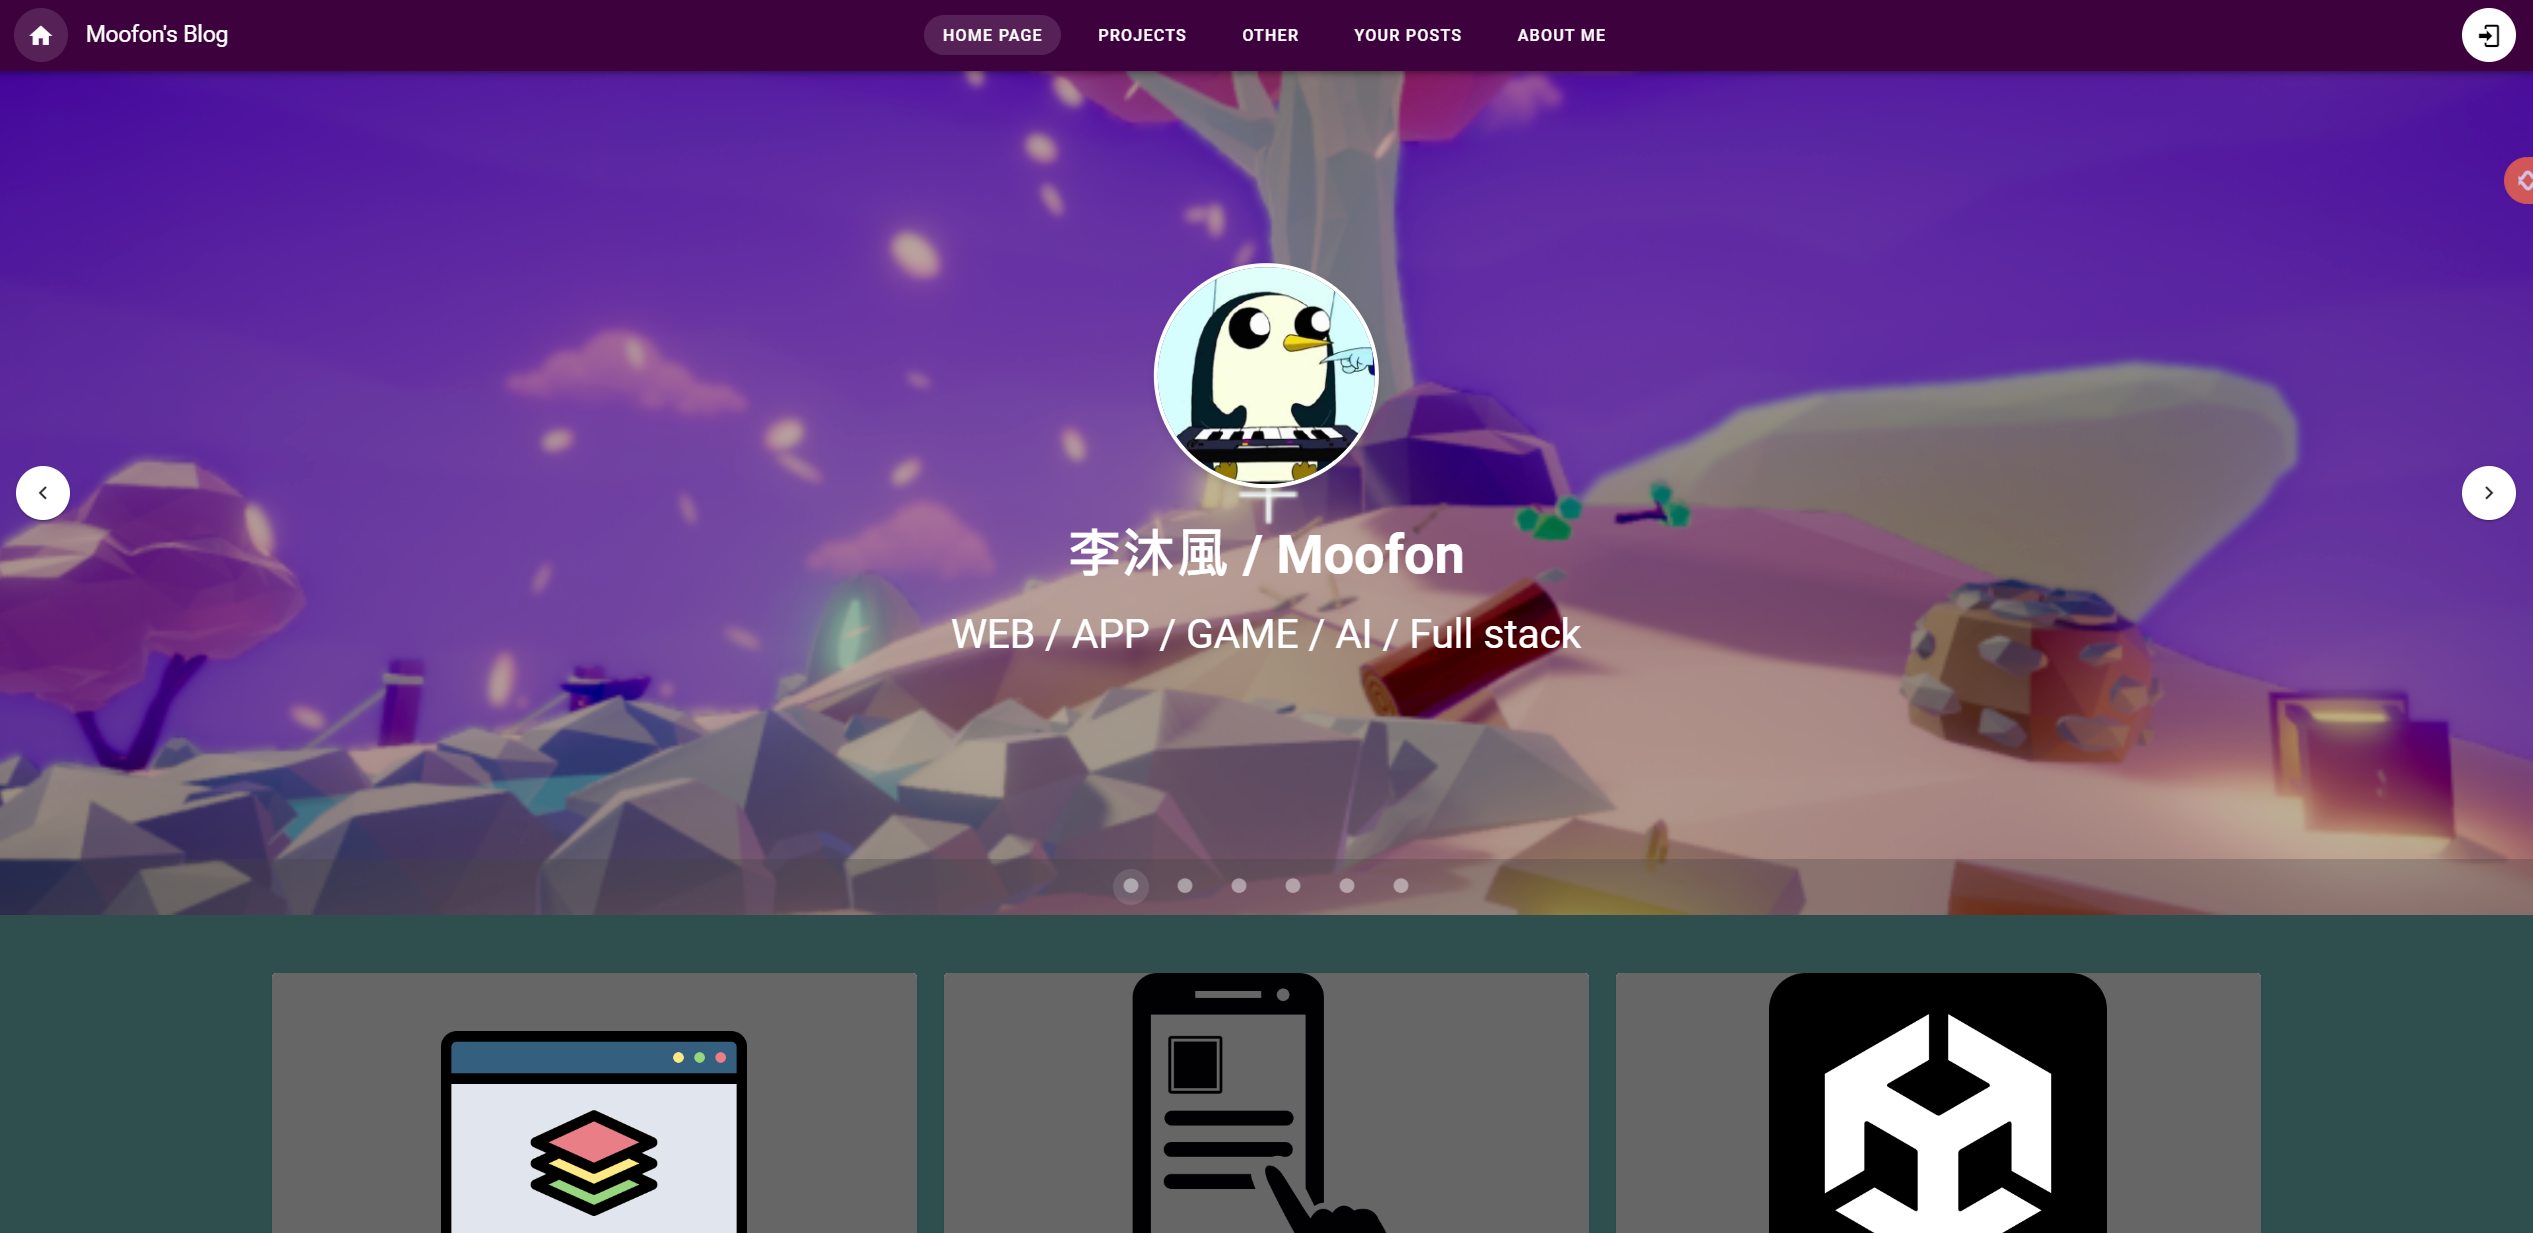 Moofon's Blog
HOME PAGE
PROJECTS
OTHER
YOUR POSTS
ABOUT ME
李沐風 / Moofon
WEB / APP / GAME / AI / Full stack